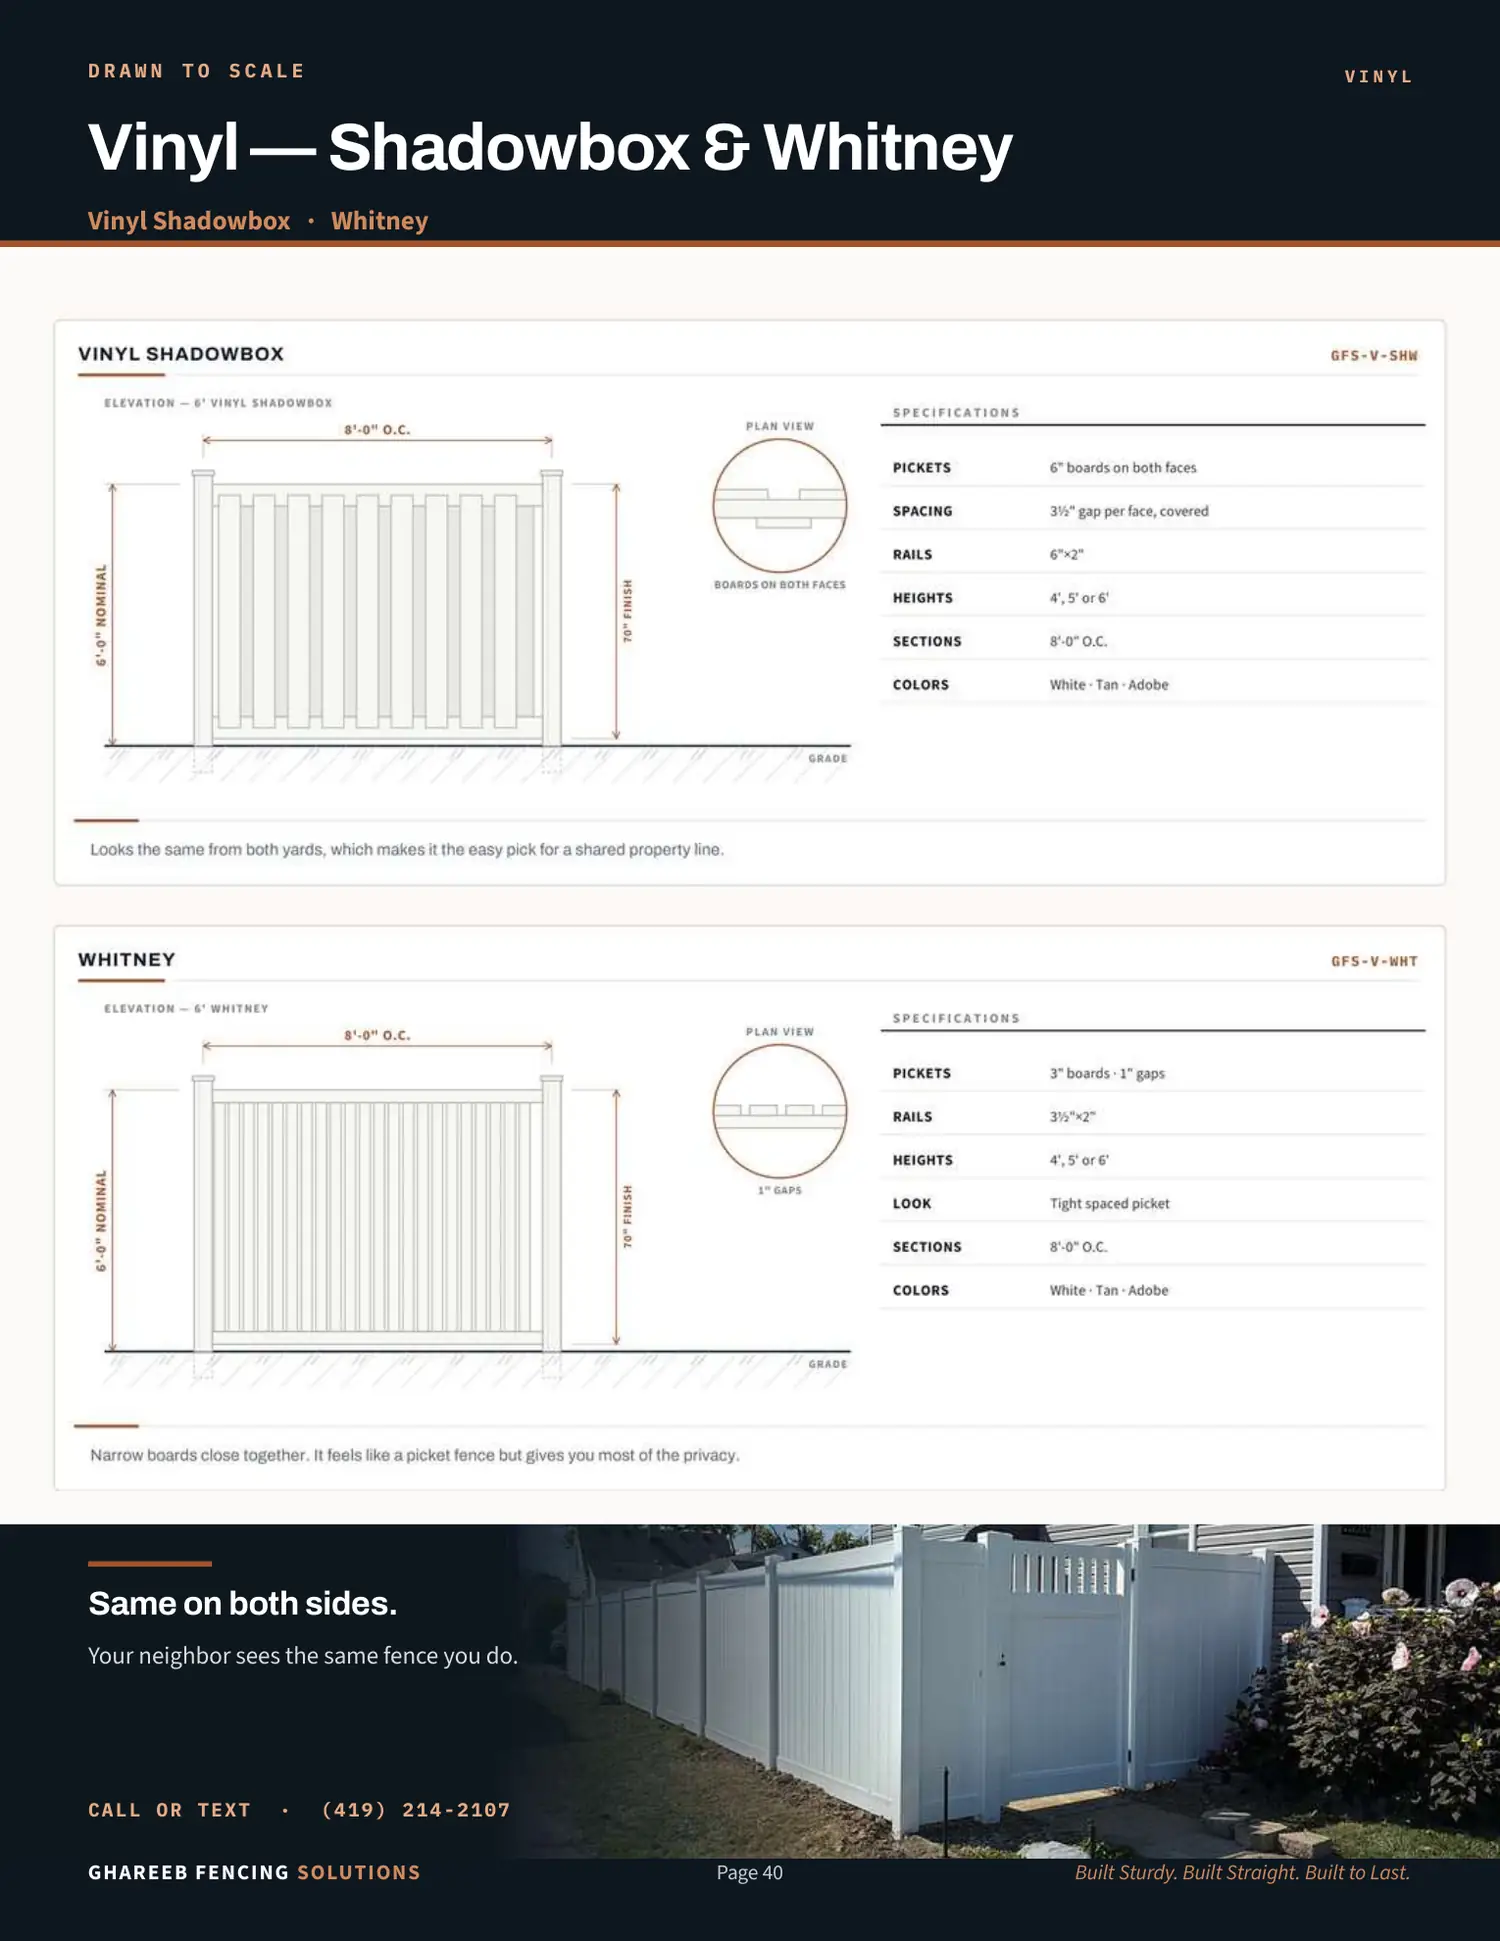 DRAWN TO SCALE
VINYL
Vinyl — Shadowbox & Whitney
Vinyl Shadowbox · Whitney
VINYL SHADOWBOX
GFS-V-SHW
ELEVATION — 6' VINYL SHADOWBOX
8'-0" O.C.
6'-0" NOMINAL
70" FINISH
PLAN VIEW
BOARDS ON BOTH FACES
GRADE
SPECIFICATIONS
PICKETS 6" boards on both faces
SPACING 3½" gap per face, covered
RAILS 6"×2"
HEIGHTS 4', 5' or 6'
SECTIONS 8'-0" O.C.
COLORS White · Tan · Adobe
Looks the same from both yards, which makes it the easy pick for a shared property line.
WHITNEY
GFS-V-WHT
ELEVATION — 6' WHITNEY
8'-0" O.C.
6'-0" NOMINAL
70" FINISH
PLAN VIEW
1" GAPS
GRADE
SPECIFICATIONS
PICKETS 3" boards · 1" gaps
RAILS 3½"×2"
HEIGHTS 4', 5' or 6'
LOOK Tight spaced picket
SECTIONS 8'-0" O.C.
COLORS White · Tan · Adobe
Narrow boards close together. It feels like a picket fence but gives you most of the privacy.
Same on both sides.
Your neighbor sees the same fence you do.
CALL OR TEXT · (419) 214-2107
GHAREEB FENCING SOLUTIONS
Page 40
Built Sturdy. Built Straight. Built to Last.